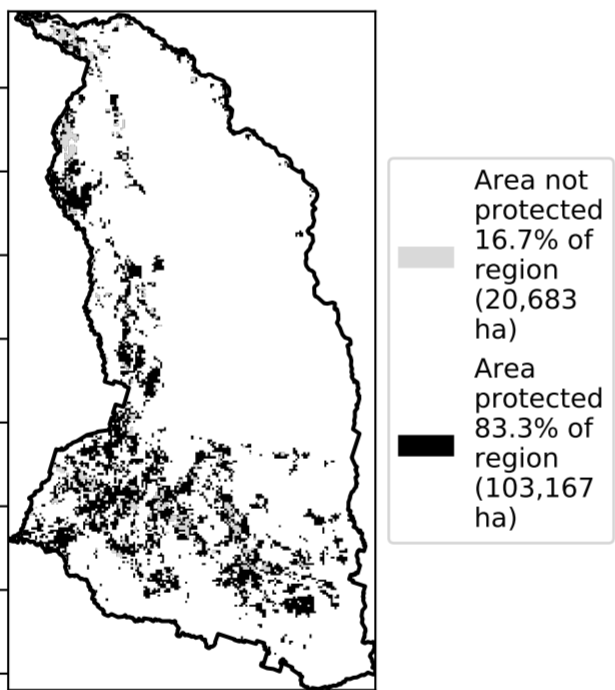 Area not
protected
16.7% of
region
(20,683
ha)
Area
protected
83.3% of
region
(103,167
ha)